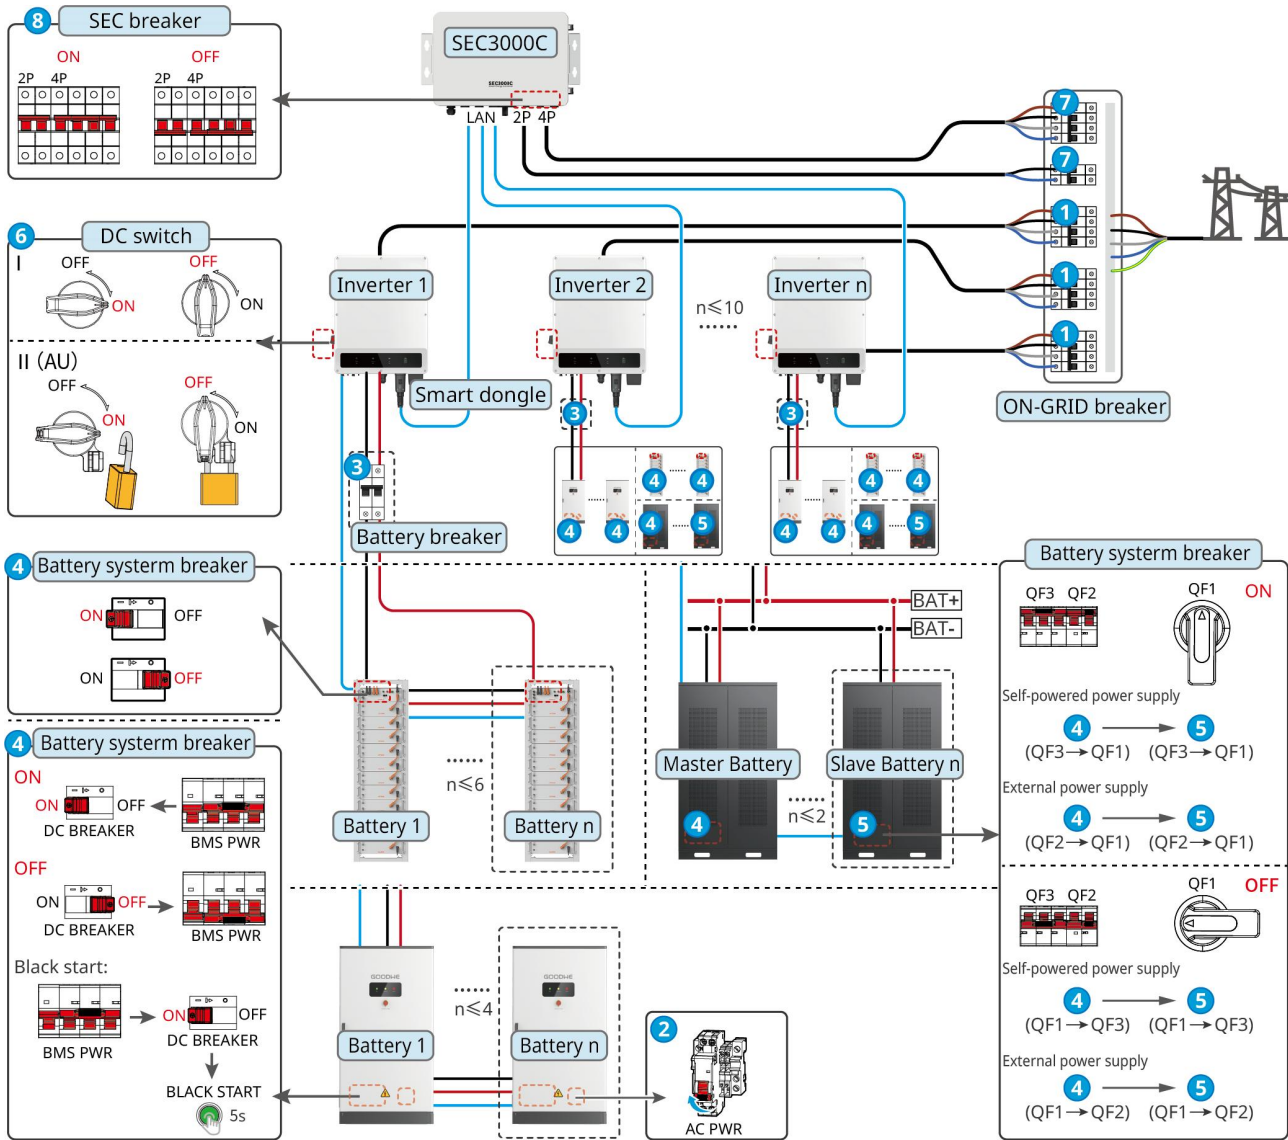 8 SEC breaker
ON OFF
2P 4P 2P 4P
SEC3000C
SEC3000C
LAN 2P 4P
7
7
1
1
1
ON-GRID breaker
6 DC switch
I
OFF
ON
OFF
ON
II (AU)
OFF
ON
OFF
ON
Inverter 1
Inverter 2
n≤10
Inverter n
Smart dongle
3
Battery breaker
3
4 4
4 4
4 5
3
4 4
4 4
4 5
4 Battery systerm breaker
ON OFF
ON OFF
4 Battery systerm breaker
ON
ON OFF
DC BREAKER
BMS PWR
OFF
ON OFF
DC BREAKER
BMS PWR
Black start:
BMS PWR
ON OFF
DC BREAKER
BLACK START
5s
Battery 1
n≤6
Battery n
BAT+
BAT-
Master Battery
4
n≤2
Slave Battery n
5
GOODWE
Battery 1
n≤4
GOODWE
Battery n
2
AC PWR
Battery systerm breaker
QF3 QF2
QF1
ON
Self-powered power supply
4 → 5
(QF3→QF1) (QF3→QF1)
External power supply
4 → 5
(QF2→QF1) (QF2→QF1)
QF3 QF2
QF1
OFF
Self-powered power supply
4 → 5
(QF1→QF3) (QF1→QF3)
External power supply
4 → 5
(QF1→QF2) (QF1→QF2)